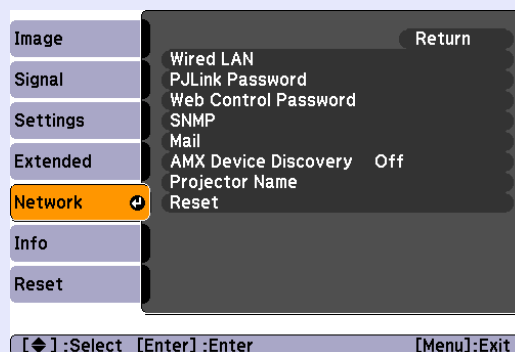 Image
Signal
Settings
Extended
Network
Info
Reset
Return
Wired LAN
PJLink Password
Web Control Password
SNMP
Mail
AMX Device Discovery Off
Projector Name
Reset
[◆] :Select [Enter] :Enter [Menu]:Exit